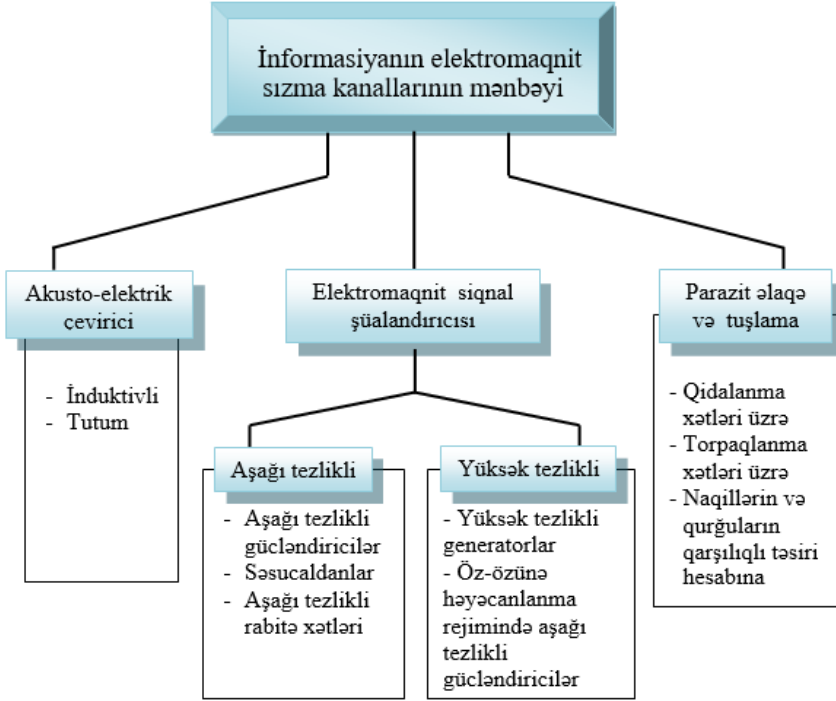 İnformasiyanın elektromaqnit
sızma kanallarının mənbəyi
Akusto-elektrik
çevirici
- İnduktivli
- Tutum
Elektromaqnit siqnal
şüalandırıcısı
Aşağı tezlikli
- Aşağı tezlikli
gücləndiricilər
- Səsucaldanlar
- Aşağı tezlikli
rabitə xətləri
Yüksək tezlikli
- Yüksək tezlikli
generatorlar
- Öz-özünə
həyəcanlanma
rejimində aşağı
tezlikli
gücləndiricilər
Parazit əlaqə
və tuşlama
- Qidalanma
xətləri üzrə
- Torpaqlanma
xətləri üzrə
- Naqillərin və
qurğuların
qarşılıqlı təsiri
hesabına